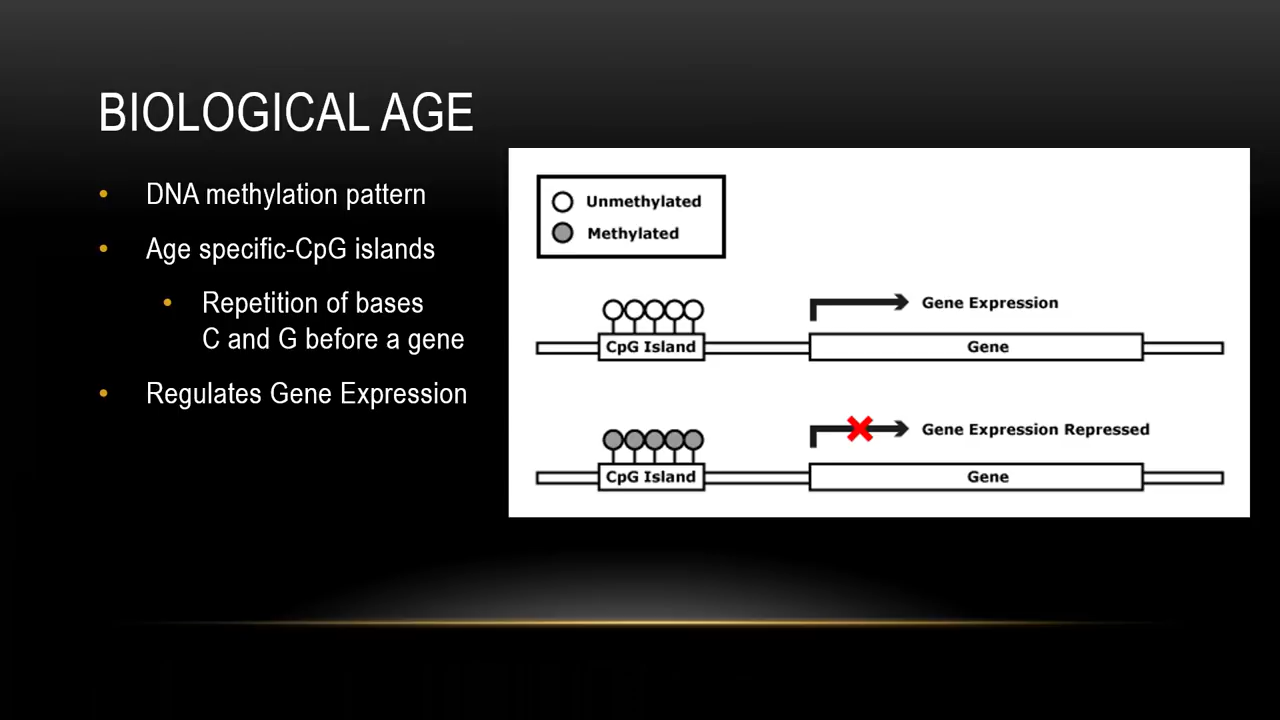 BIOLOGICAL AGE
• DNA methylation pattern
• Age specific-CpG islands
• Repetition of bases
C and G before a gene
• Regulates Gene Expression
Unmethylated
Methylated
Gene Expression
CpG Island
Gene
Gene Expression Repressed
CpG Island
Gene